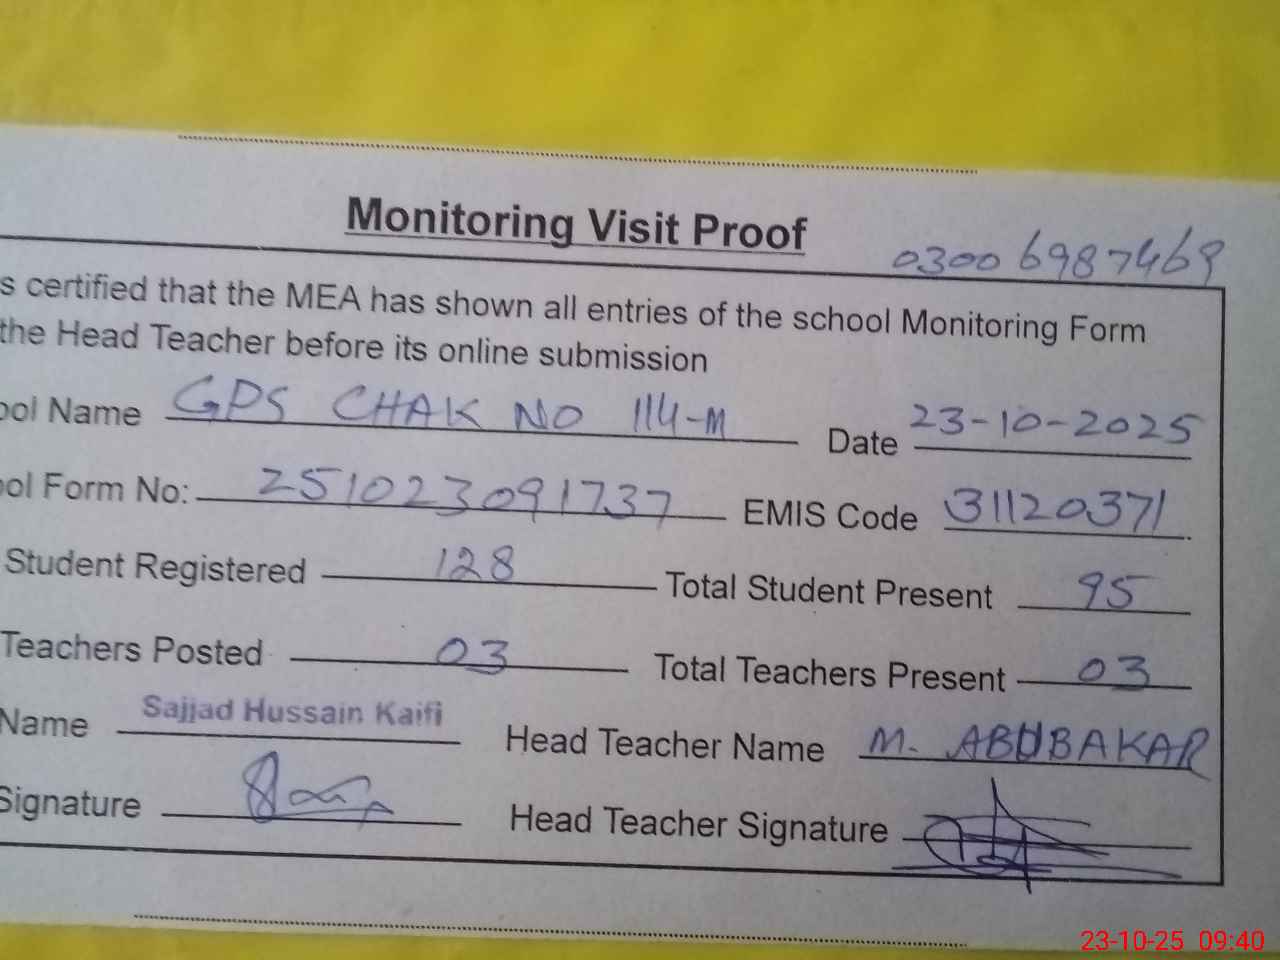 Monitoring Visit Proof
0300 6987469
s certified that the MEA has shown all entries of the school Monitoring Form
the Head Teacher before its online submission
ool Name GPS CHAK NO 114-M Date 23-10-2025
ool Form No: 251023091737 EMIS Code 31120371
Student Registered 128 Total Student Present 95
Teachers Posted 03 Total Teachers Present 03
Name Sajjad Hussain Kaifi Head Teacher Name M. ABUBAKAR
Signature Head Teacher Signature
23-10-25 09:40